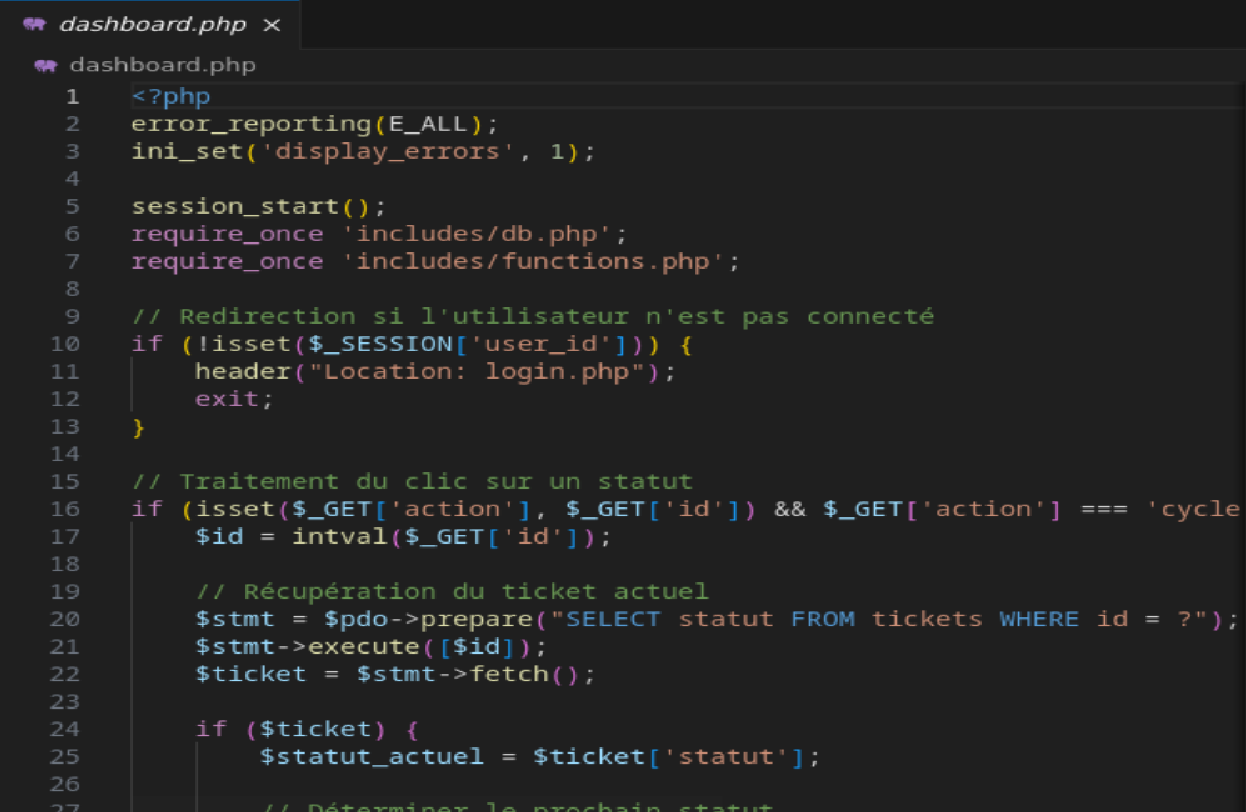 dashboard.php ×
dashboard.php
1 <?php
2 error_reporting(E_ALL);
3 ini_set('display_errors', 1);
4
5 session_start();
6 require_once 'includes/db.php';
7 require_once 'includes/functions.php';
8
9 // Redirection si l'utilisateur n'est pas connecté
10 if (!isset($_SESSION['user_id'])) {
11     header("Location: login.php");
12     exit;
13 }
14
15 // Traitement du clic sur un statut
16 if (isset($_GET['action'], $_GET['id']) && $_GET['action'] === 'cycle
17     $id = intval($_GET['id']);
18
19     // Récupération du ticket actuel
20     $stmt = $pdo->prepare("SELECT statut FROM tickets WHERE id = ?");
21     $stmt->execute([$id]);
22     $ticket = $stmt->fetch();
23
24     if ($ticket) {
25         $statut_actuel = $ticket['statut'];
26
27         // Déterminer le prochain statut